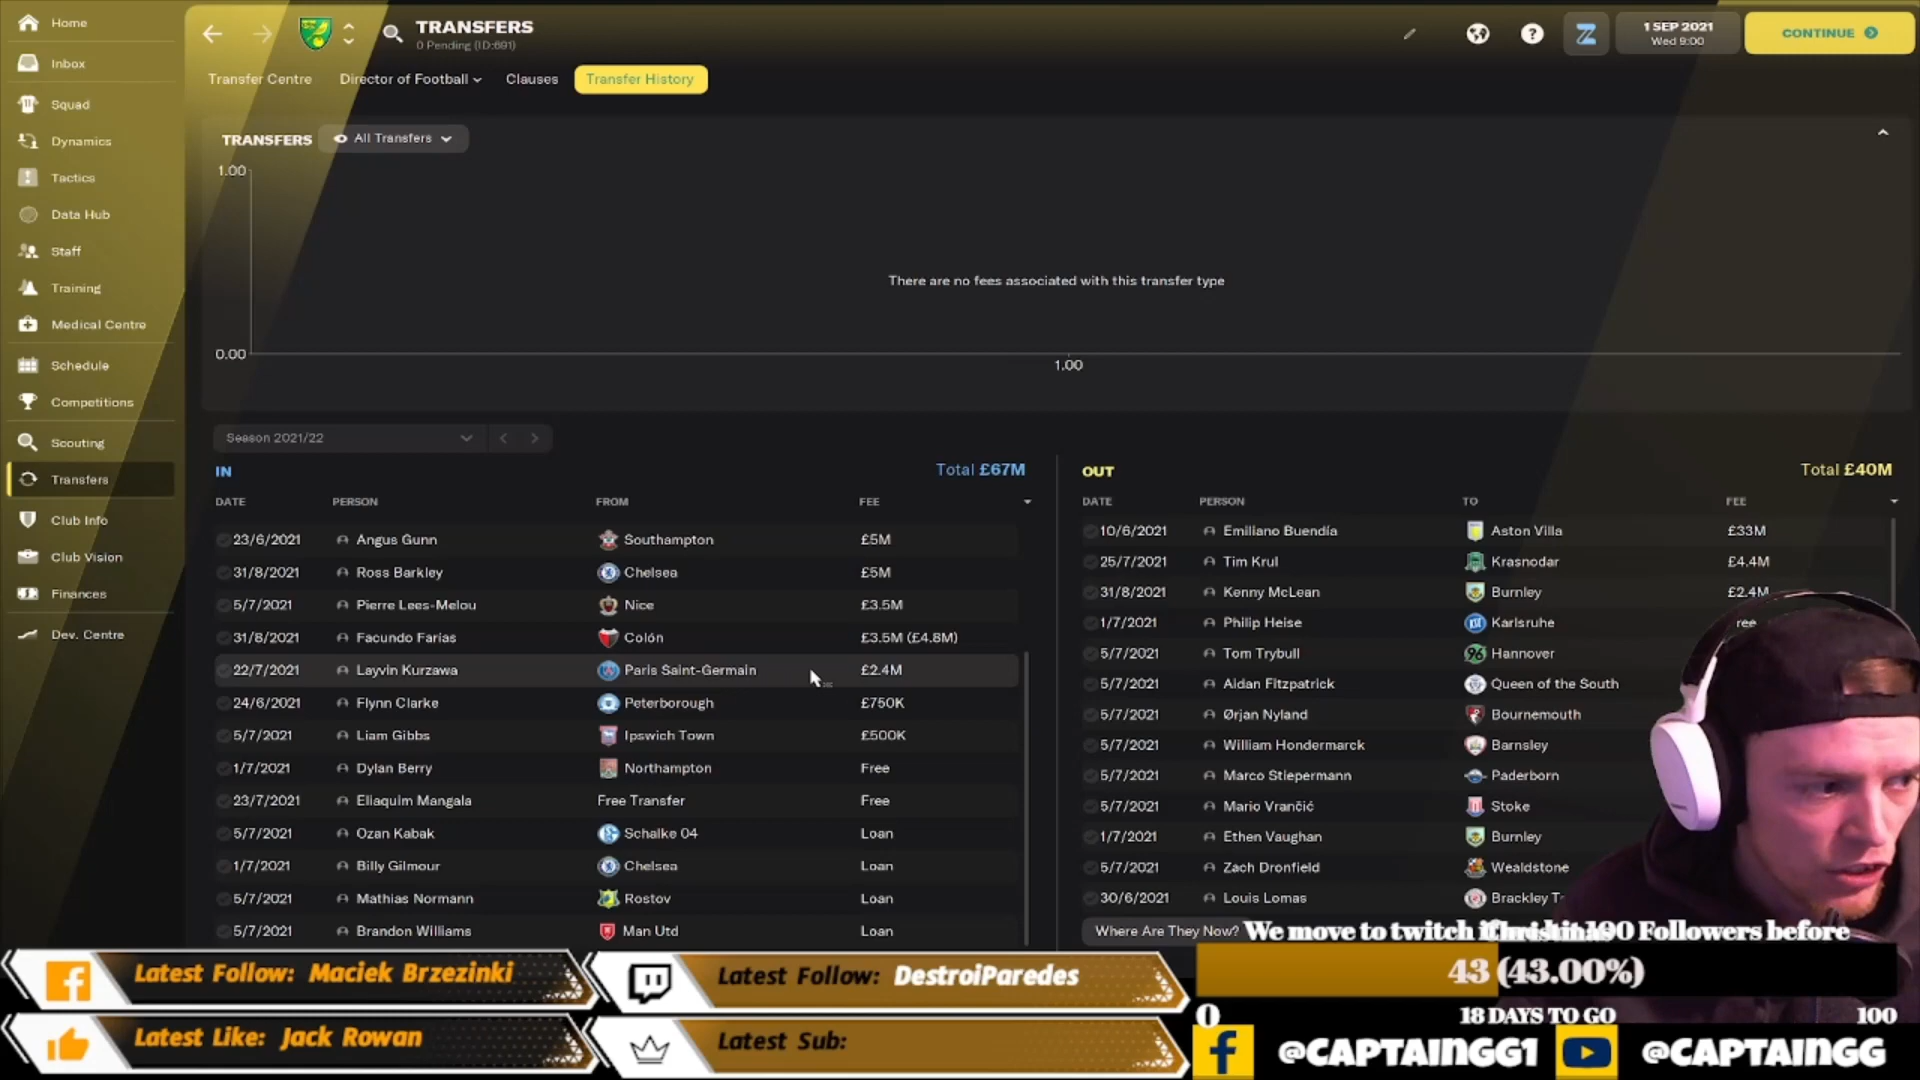 Home
Inbox
Squad
Dynamics
Tactics
Data Hub
Staff
Training
Medical Centre
Schedule
Competitions
Scouting
Transfers
Club Info
Club Vision
Finances
Dev. Centre
TRANSFERS
0 Pending (ID:691)
1 SEP 2021
Wed 9:00
CONTINUE
Transfer Centre
Director of Football
Clauses
Transfer History
TRANSFERS
All Transfers
1.00
There are no fees associated with this transfer type
0.00
1.00
Season 2021/22
IN Total £67M
DATE PERSON FROM FEE
23/6/2021 Angus Gunn Southampton £5M
31/8/2021 Ross Barkley Chelsea £5M
5/7/2021 Pierre Lees-Melou Nice £3.5M
31/8/2021 Facundo Farías Colón £3.5M (£4.8M)
22/7/2021 Layvin Kurzawa Paris Saint-Germain £2.4M
24/6/2021 Flynn Clarke Peterborough £750K
5/7/2021 Liam Gibbs Ipswich Town £500K
1/7/2021 Dylan Berry Northampton Free
23/7/2021 Eliaquim Mangala Free Transfer Free
5/7/2021 Ozan Kabak Schalke 04 Loan
1/7/2021 Billy Gilmour Chelsea Loan
5/7/2021 Mathias Normann Rostov Loan
5/7/2021 Brandon Williams Man Utd Loan
OUT Total £40M
DATE PERSON TO FEE
10/6/2021 Emiliano Buendía Aston Villa £33M
25/7/2021 Tim Krul Krasnodar £4.4M
31/8/2021 Kenny McLean Burnley £2.4M
1/7/2021 Philip Heise Karlsruhe
5/7/2021 Tom Trybull Hannover
5/7/2021 Aidan Fitzpatrick Queen of the South
5/7/2021 Ørjan Nyland Bournemouth
5/7/2021 William Hondermarck Barnsley
5/7/2021 Marco Stiepermann Paderborn
5/7/2021 Mario Vrančić Stoke
1/7/2021 Ethen Vaughan Burnley
5/7/2021 Zach Dronfield Wealdstone
30/6/2021 Louis Lomas Brackley
Where Are They Now?
We move to twitch 100 Followers before
43 (43.00%)
0 18 DAYS TO GO 100
Latest Follow: Maciek Brzezinki
Latest Follow: DestroiParedes
Latest Like: Jack Rowan
Latest Sub:
@CAPTAINGG1
@CAPTAINGG